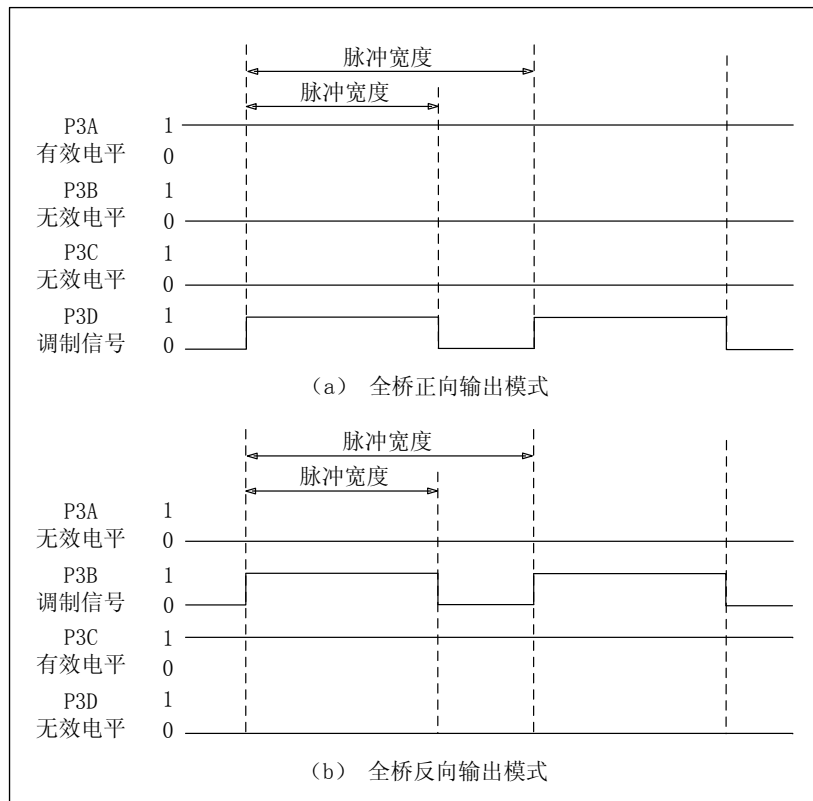 脉冲宽度
脉冲宽度
P3A 1
有效电平 0
P3B 1
无效电平 0
P3C 1
无效电平 0
P3D 1
调制信号 0
(a) 全桥正向输出模式
脉冲宽度
脉冲宽度
P3A 1
无效电平 0
P3B 1
调制信号 0
P3C 1
有效电平 0
P3D 1
无效电平 0
(b) 全桥反向输出模式